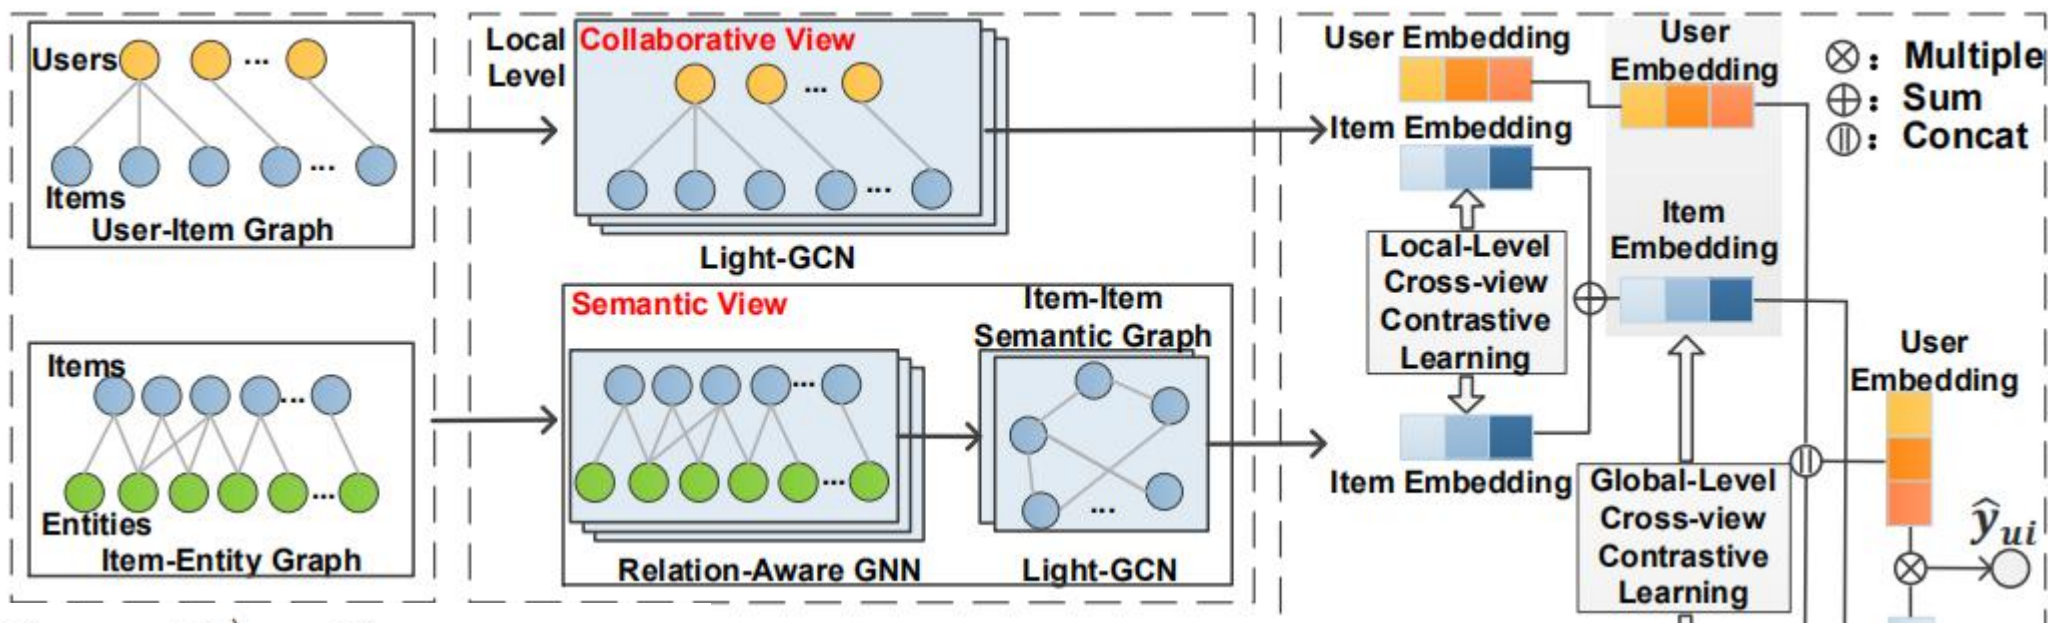 Users
...
Items
...
User-Item Graph
Items
...
Entities
...
Item-Entity Graph
Local
Level
Collaborative View
...
...
Light-GCN
Semantic View
...
...
Relation-Aware GNN
Item-Item
Semantic Graph
...
Light-GCN
User Embedding
Item Embedding
Local-Level
Cross-view
Contrastive
Learning
Item Embedding
User
Embedding
Item
Embedding
Global-Level
Cross-view
Contrastive
Learning
⊗: Multiple
⊕: Sum
: Concat
User
Embedding
ŷui